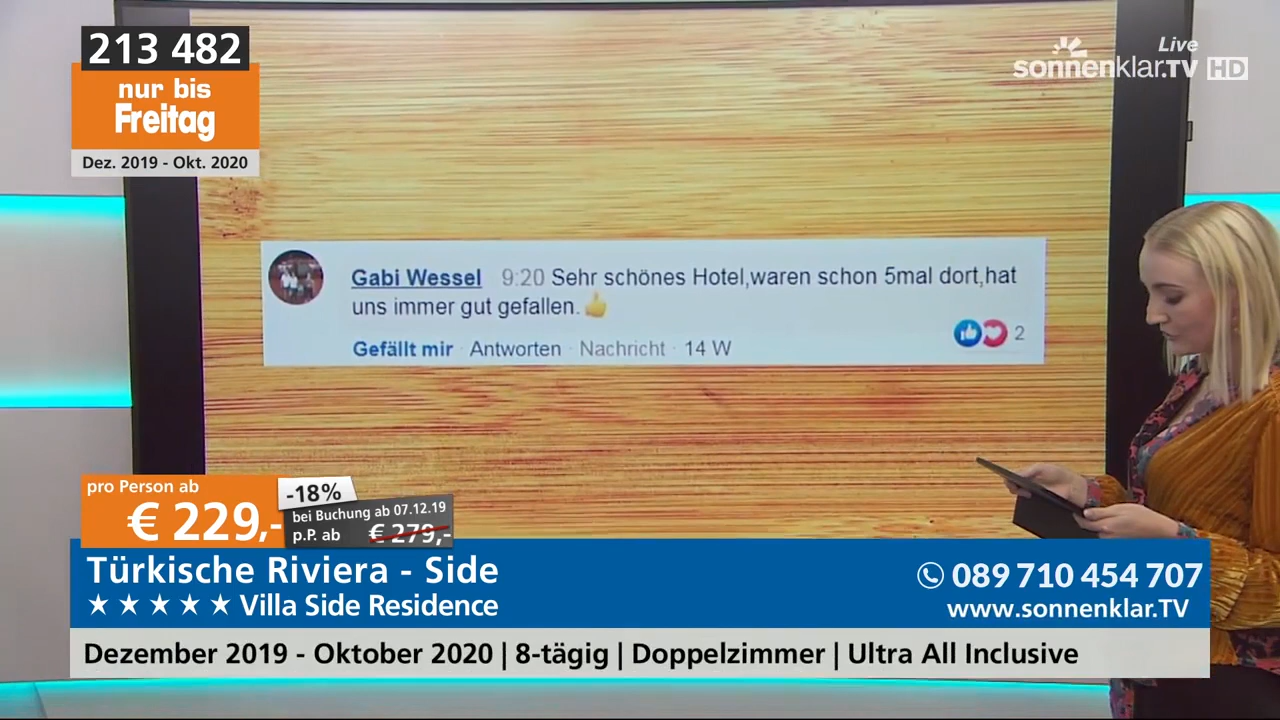 213 482
nur bis
Freitag
Dez. 2019 - Okt. 2020
Live
sonnenklar.TV HD
Gabi Wessel 9:20 Sehr schönes Hotel,waren schon 5mal dort,hat
uns immer gut gefallen.👍
2
Gefällt mir · Antworten · Nachricht · 14 W
pro Person ab
€ 229,-
-18%
bei Buchung ab 07.12.19
p.P. ab € 279,-
Türkische Riviera - Side
★ ★ ★ ★ ★ Villa Side Residence
089 710 454 707
www.sonnenklar.TV
Dezember 2019 - Oktober 2020 | 8-tägig | Doppelzimmer | Ultra All Inclusive